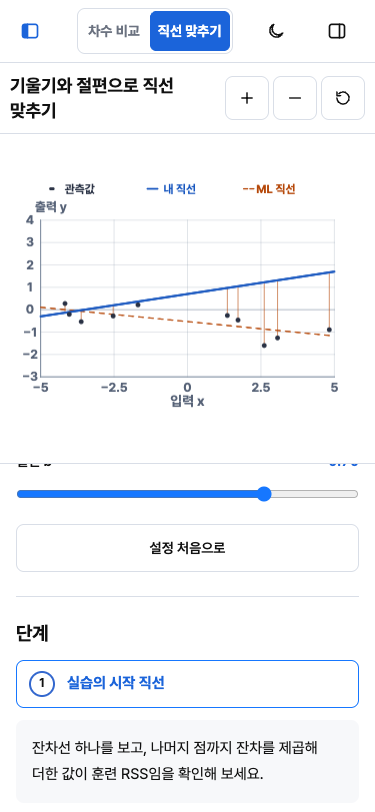 차수 비교
직선 맞추기
기울기와 절편으로 직선
맞추기
관측값
내 직선
ML 직선
출력 y
4
3
2
1
0
−1
−2
−3
−5
−2.5
0
2.5
5
입력 x
설정 처음으로
단계
1
실습의 시작 직선
잔차선 하나를 보고, 나머지 점까지 잔차를 제곱해
더한 값이 훈련 RSS임을 확인해 보세요.